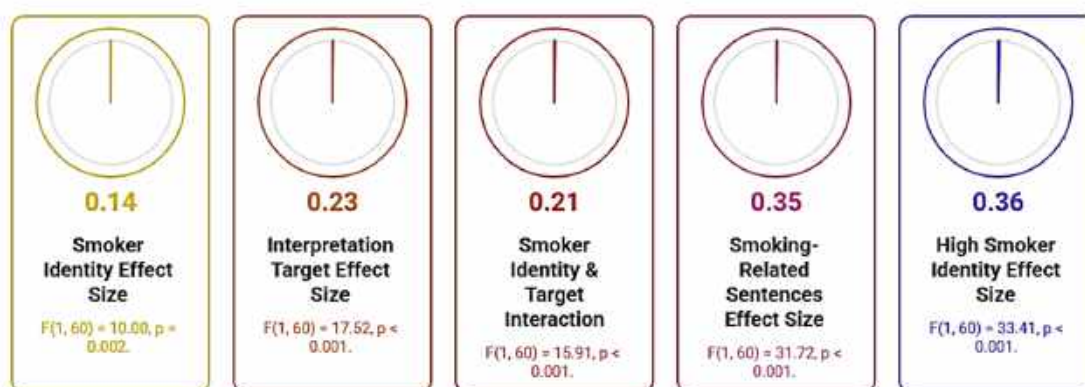 0.14
Smoker
Identity Effect
Size
F(1, 60) = 10.00, p =
0.002.
0.23
Interpretation
Target Effect
Size
F(1, 60) = 17.52, p <
0.001.
0.21
Smoker
Identity &
Target
Interaction
F(1, 60) = 15.91, p <
0.001.
0.35
Smoking-
Related
Sentences
Effect Size
F(1, 60) = 31.72, p <
0.001.
0.36
High Smoker
Identity Effect
Size
F(1, 60) = 33.41, p <
0.001.